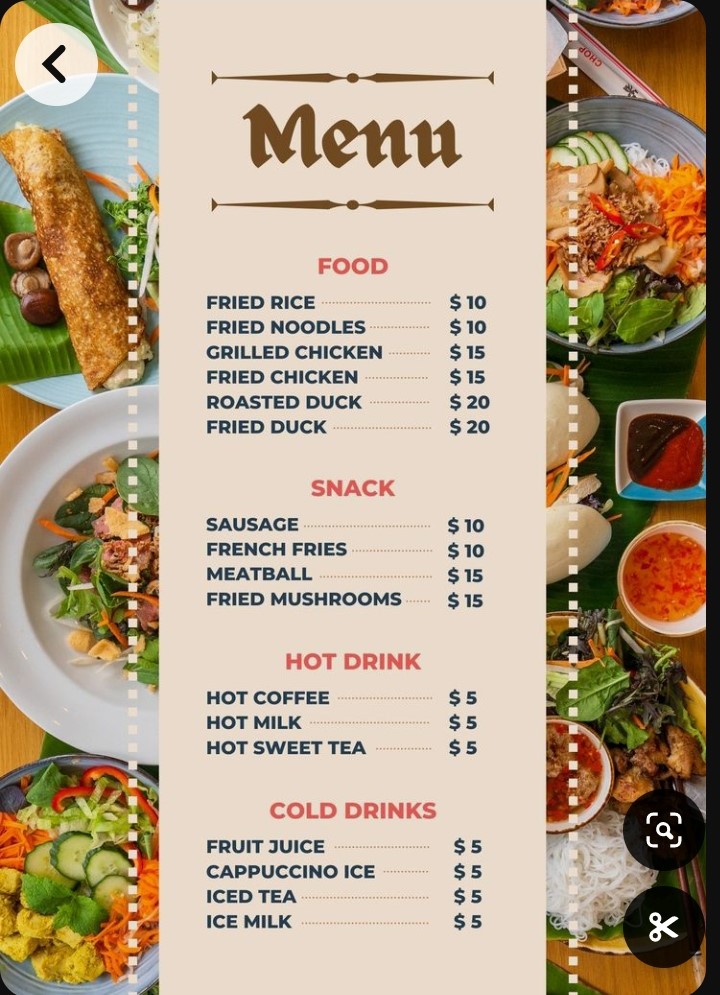 Menu
FOOD
FRIED RICE $ 10
FRIED NOODLES $ 10
GRILLED CHICKEN $ 15
FRIED CHICKEN $ 15
ROASTED DUCK $ 20
FRIED DUCK $ 20
SNACK
SAUSAGE $ 10
FRENCH FRIES $ 10
MEATBALL $ 15
FRIED MUSHROOMS $ 15
HOT DRINK
HOT COFFEE $ 5
HOT MILK $ 5
HOT SWEET TEA $ 5
COLD DRINKS
FRUIT JUICE $ 5
CAPPUCCINO ICE $ 5
ICED TEA $ 5
ICE MILK $ 5